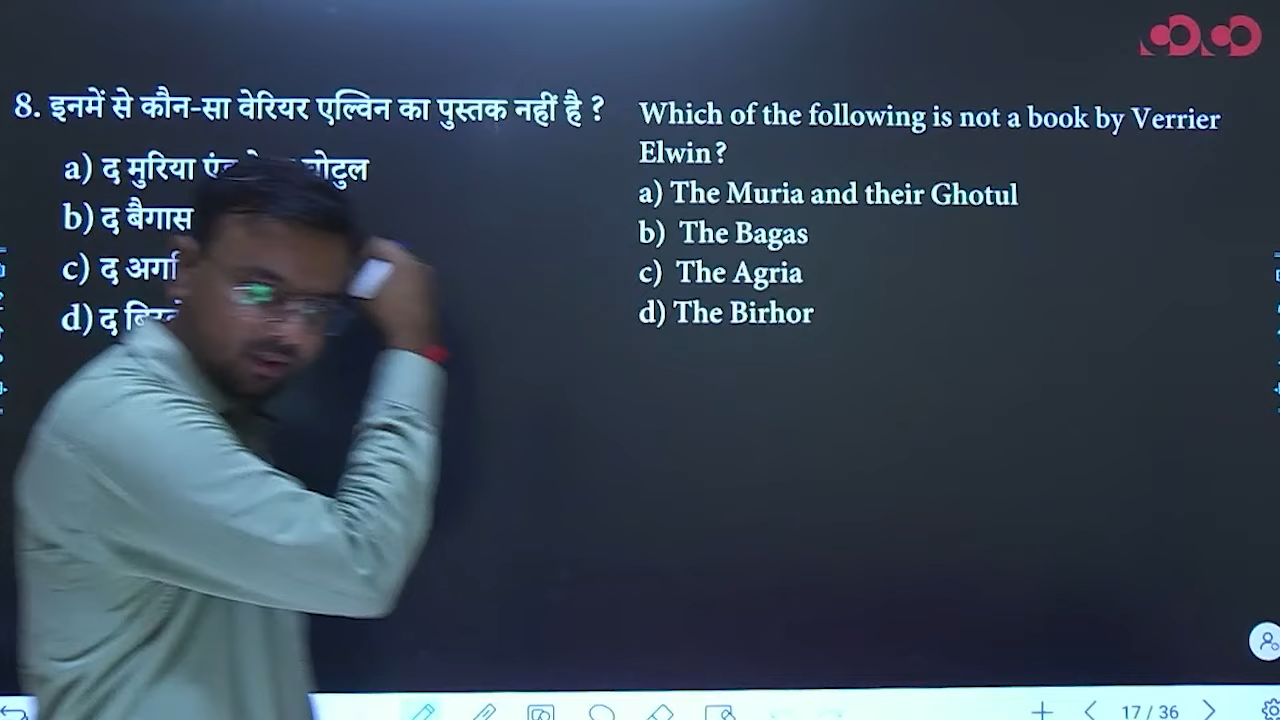 8. इनमें से कौन-सा वेरियर एल्विन का पुस्तक नहीं है ?
a) द मुरिया
b) द बैगास
c) द
d) द
Which of the following is not a book by Verrier
Elwin?
a) The Muria and their Ghotul
b) The Bagas
c) The Agria
d) The Birhor
17/36